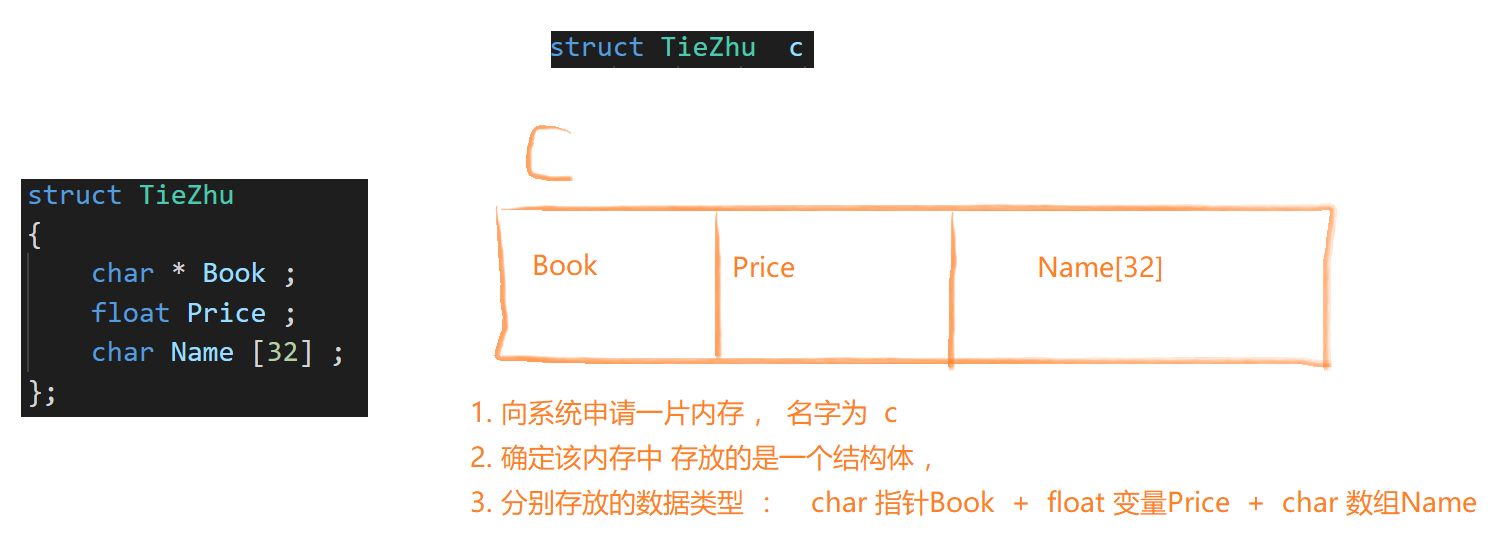 struct TieZhu  c
C
struct TieZhu
{
char * Book ;
float Price ;
char Name [32] ;
};
Book
Price
Name[32]
1. 向系统申请一片内存， 名字为 c
2. 确定该内存中 存放的是一个结构体，
3. 分别存放的数据类型 ： char 指针Book + float 变量Price + char 数组Name